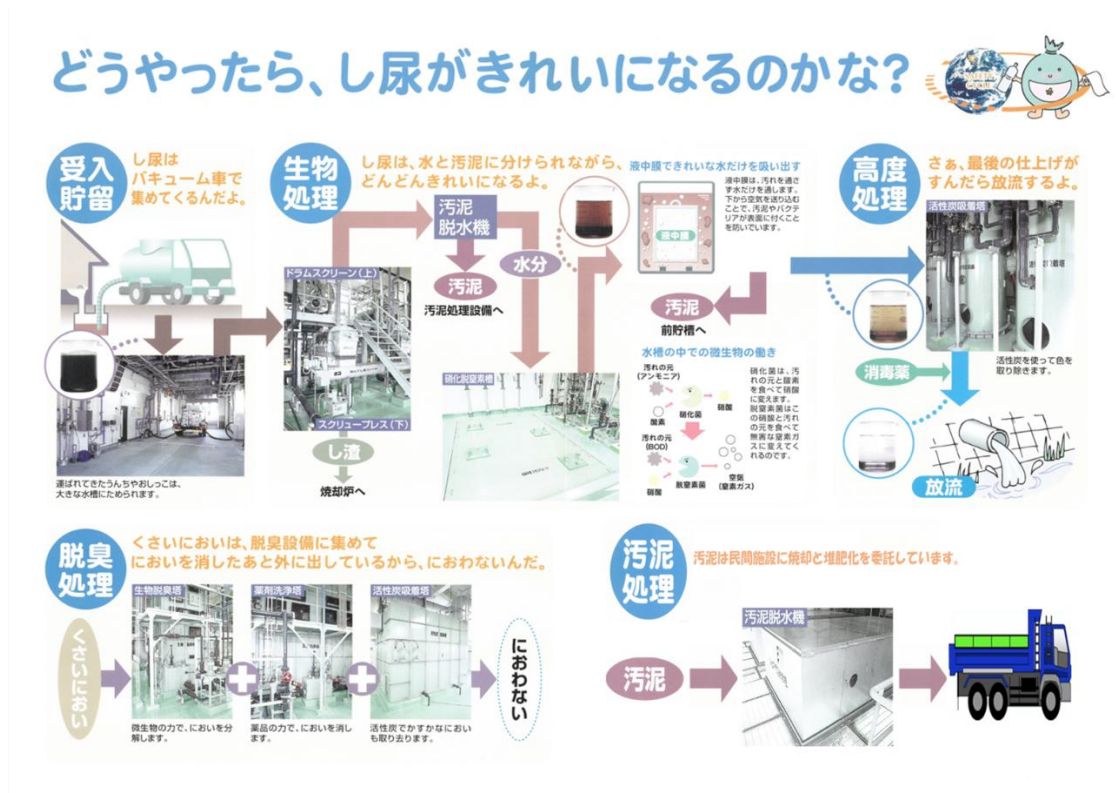 どうやったら、し尿がきれいになるのかな?
受入
貯留
し尿は
バキューム車で
集めてくるんだよ。
運ばれてきたうんちやおしっこは、
大きな水槽にためられます。
生物
処理
し尿は、水と汚泥に分けられながら、
どんどんきれいになるよ。
ドラムスクリーン(上)
スクリュープレス(下)
し渣
焼却炉へ
汚泥
脱水機
汚泥
汚泥処理設備へ
水分
硝化脱窒素槽
液中膜できれいな水だけを吸い出す
液中膜
液中膜は、汚れを通さ
ず水だけを通します。
下から空気を送り込む
ことで、汚泥やバクテ
リアが表面に付くこと
を防いでいます。
汚泥
前貯槽へ
水槽の中での微生物の働き
汚れの元
(アンモニア)
酸素
硝化菌
硝酸
汚れの元
(BOD)
硝酸
脱窒素菌
空気
(窒素ガス)
硝化菌は、汚
れの元と酸素
を食べて硝酸
に変えます。
脱窒素菌はこ
の硝酸と汚れ
の元を食べて
無害な窒素ガ
スに変えてく
れるのです。
高度
処理
さぁ、最後の仕上げが
すんだら放流するよ。
活性炭吸着塔
活性炭を使って色を
取り除きます。
消毒薬
放流
脱臭
処理
くさいにおいは、脱臭設備に集めて
においを消したあと外に出しているから、におわないんだ。
くさいにおい
生物脱臭塔
微生物の力で、においを分
解します。
薬剤洗浄塔
薬品の力で、においを消し
ます。
活性炭吸着塔
活性炭でかすかなにおい
も取り去ります。
におわない
汚泥
処理
汚泥は民間施設に焼却と堆肥化を委託しています。
汚泥
汚泥脱水機